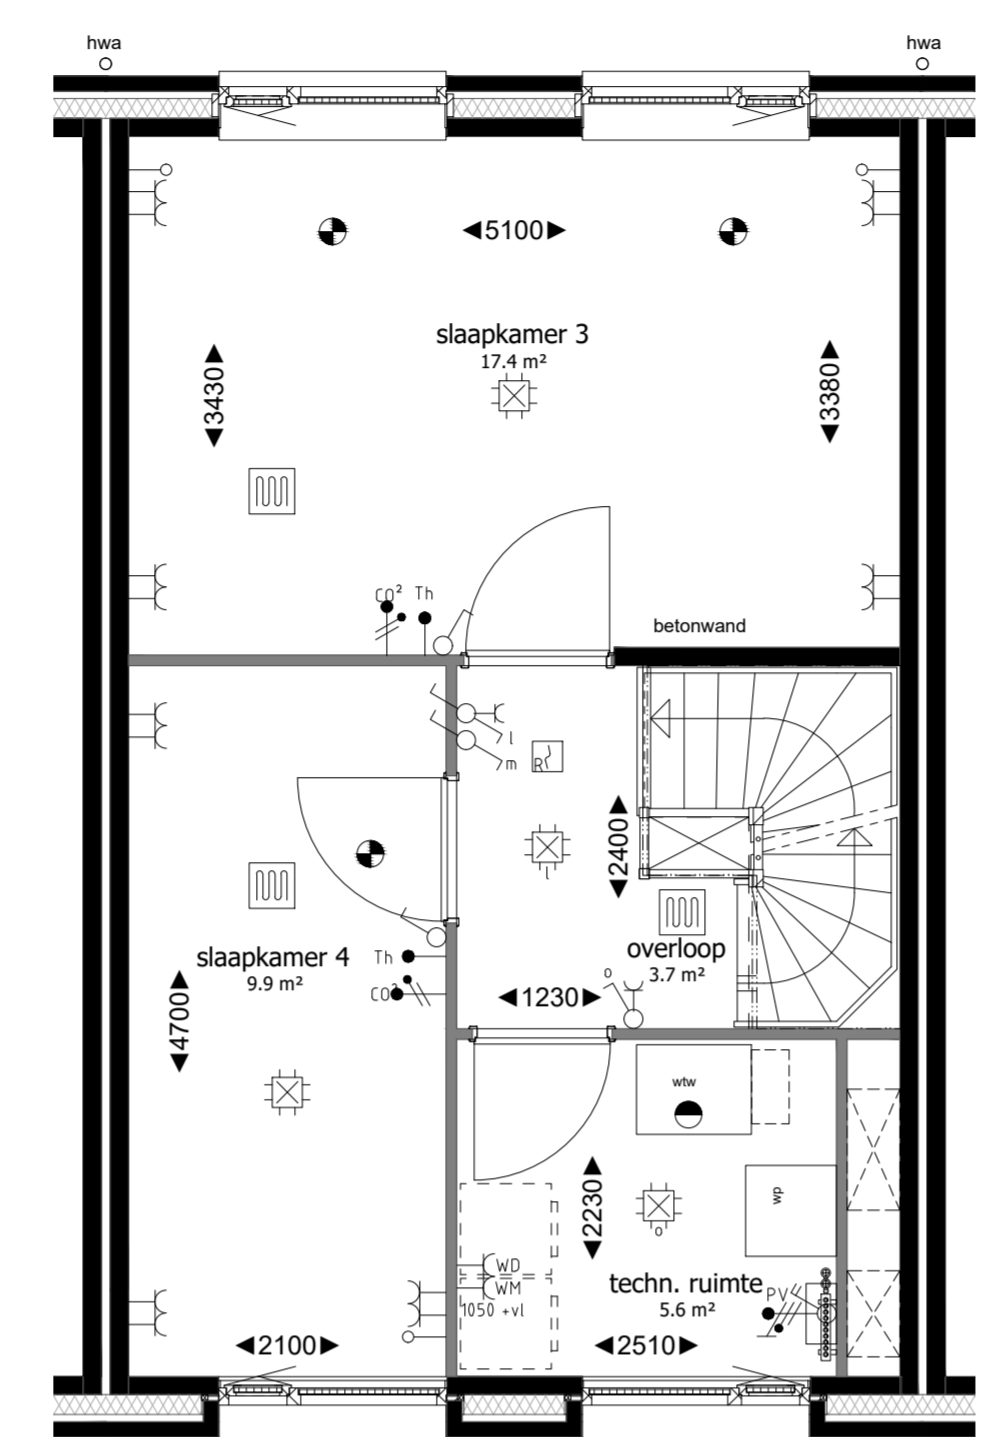 hwa
hwa
5100
slaapkamer 3
17.4 m²
3430
3380
CO² Th
betonwand
l
m
R
2400
l
overloop
3.7 m²
slaapkamer 4
9.9 m²
Th
CO²
4700
1230
o
wtw
wp
2230
o
WD
WM
1050 +vl
techn. ruimte
5.6 m²
PV
2100
2510